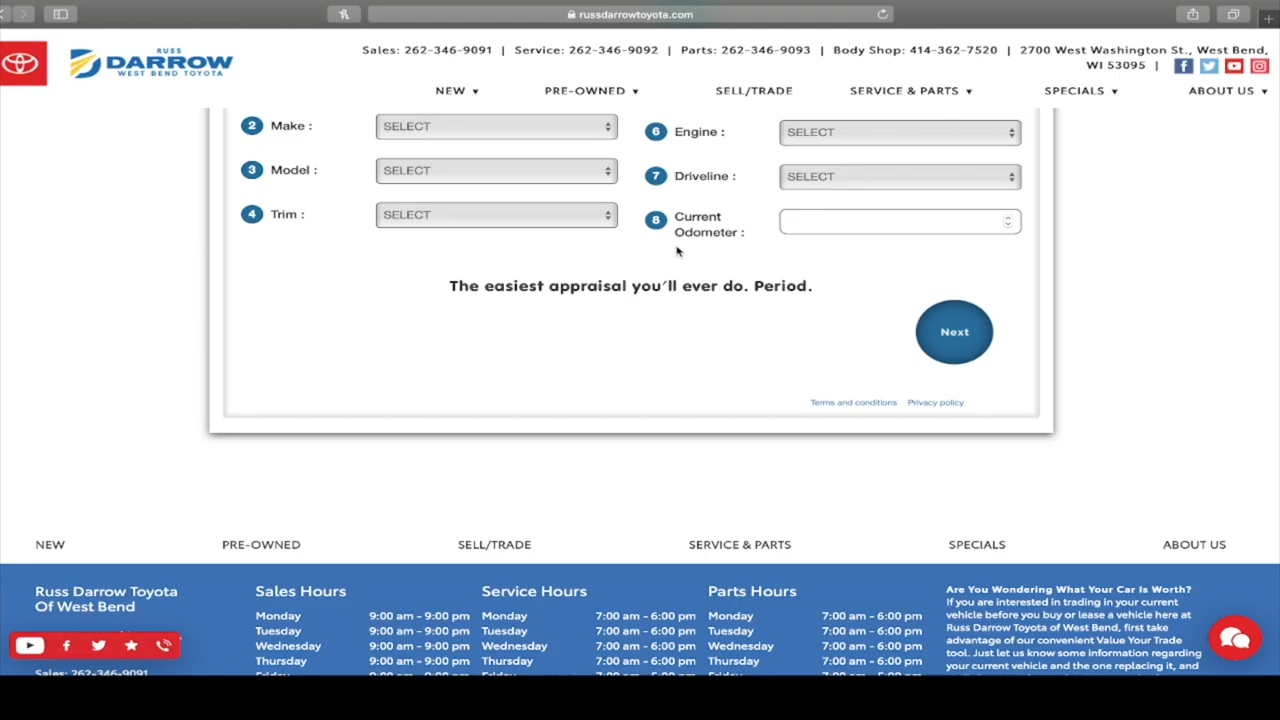 russdarrowtoyota.com
RUSS
DARROW
WEST BEND TOYOTA
Sales: 262-346-9091 | Service: 262-346-9092 | Parts: 262-346-9093 | Body Shop: 414-362-7520 | 2700 West Washington St., West Bend,
WI 53095 |
NEW PRE-OWNED SELL/TRADE SERVICE & PARTS SPECIALS ABOUT US
2 Make : SELECT
6 Engine : SELECT
3 Model : SELECT
7 Driveline : SELECT
4 Trim : SELECT
8 Current
Odometer :
The easiest appraisal you'll ever do. Period.
Next
Terms and conditions Privacy policy
NEW PRE-OWNED SELL/TRADE SERVICE & PARTS SPECIALS ABOUT US
Russ Darrow Toyota
Of West Bend
Sales: 262-346-9091
Sales Hours
Monday 9:00 am - 9:00 pm
Tuesday 9:00 am - 9:00 pm
Wednesday 9:00 am - 9:00 pm
Thursday 9:00 am - 9:00 pm
Service Hours
Monday 7:00 am - 6:00 pm
Tuesday 7:00 am - 6:00 pm
Wednesday 7:00 am - 6:00 pm
Thursday 7:00 am - 6:00 pm
Parts Hours
Monday 7:00 am - 6:00 pm
Tuesday 7:00 am - 6:00 pm
Wednesday 7:00 am - 6:00 pm
Thursday 7:00 am - 6:00 pm
Are You Wondering What Your Car Is Worth?
If you are interested in trading in your current
vehicle before you buy or lease a vehicle here at
Russ Darrow Toyota of West Bend, first take
advantage of our convenient Value Your Trade
tool. Just let us know some information regarding
your current vehicle and the one replacing it, and